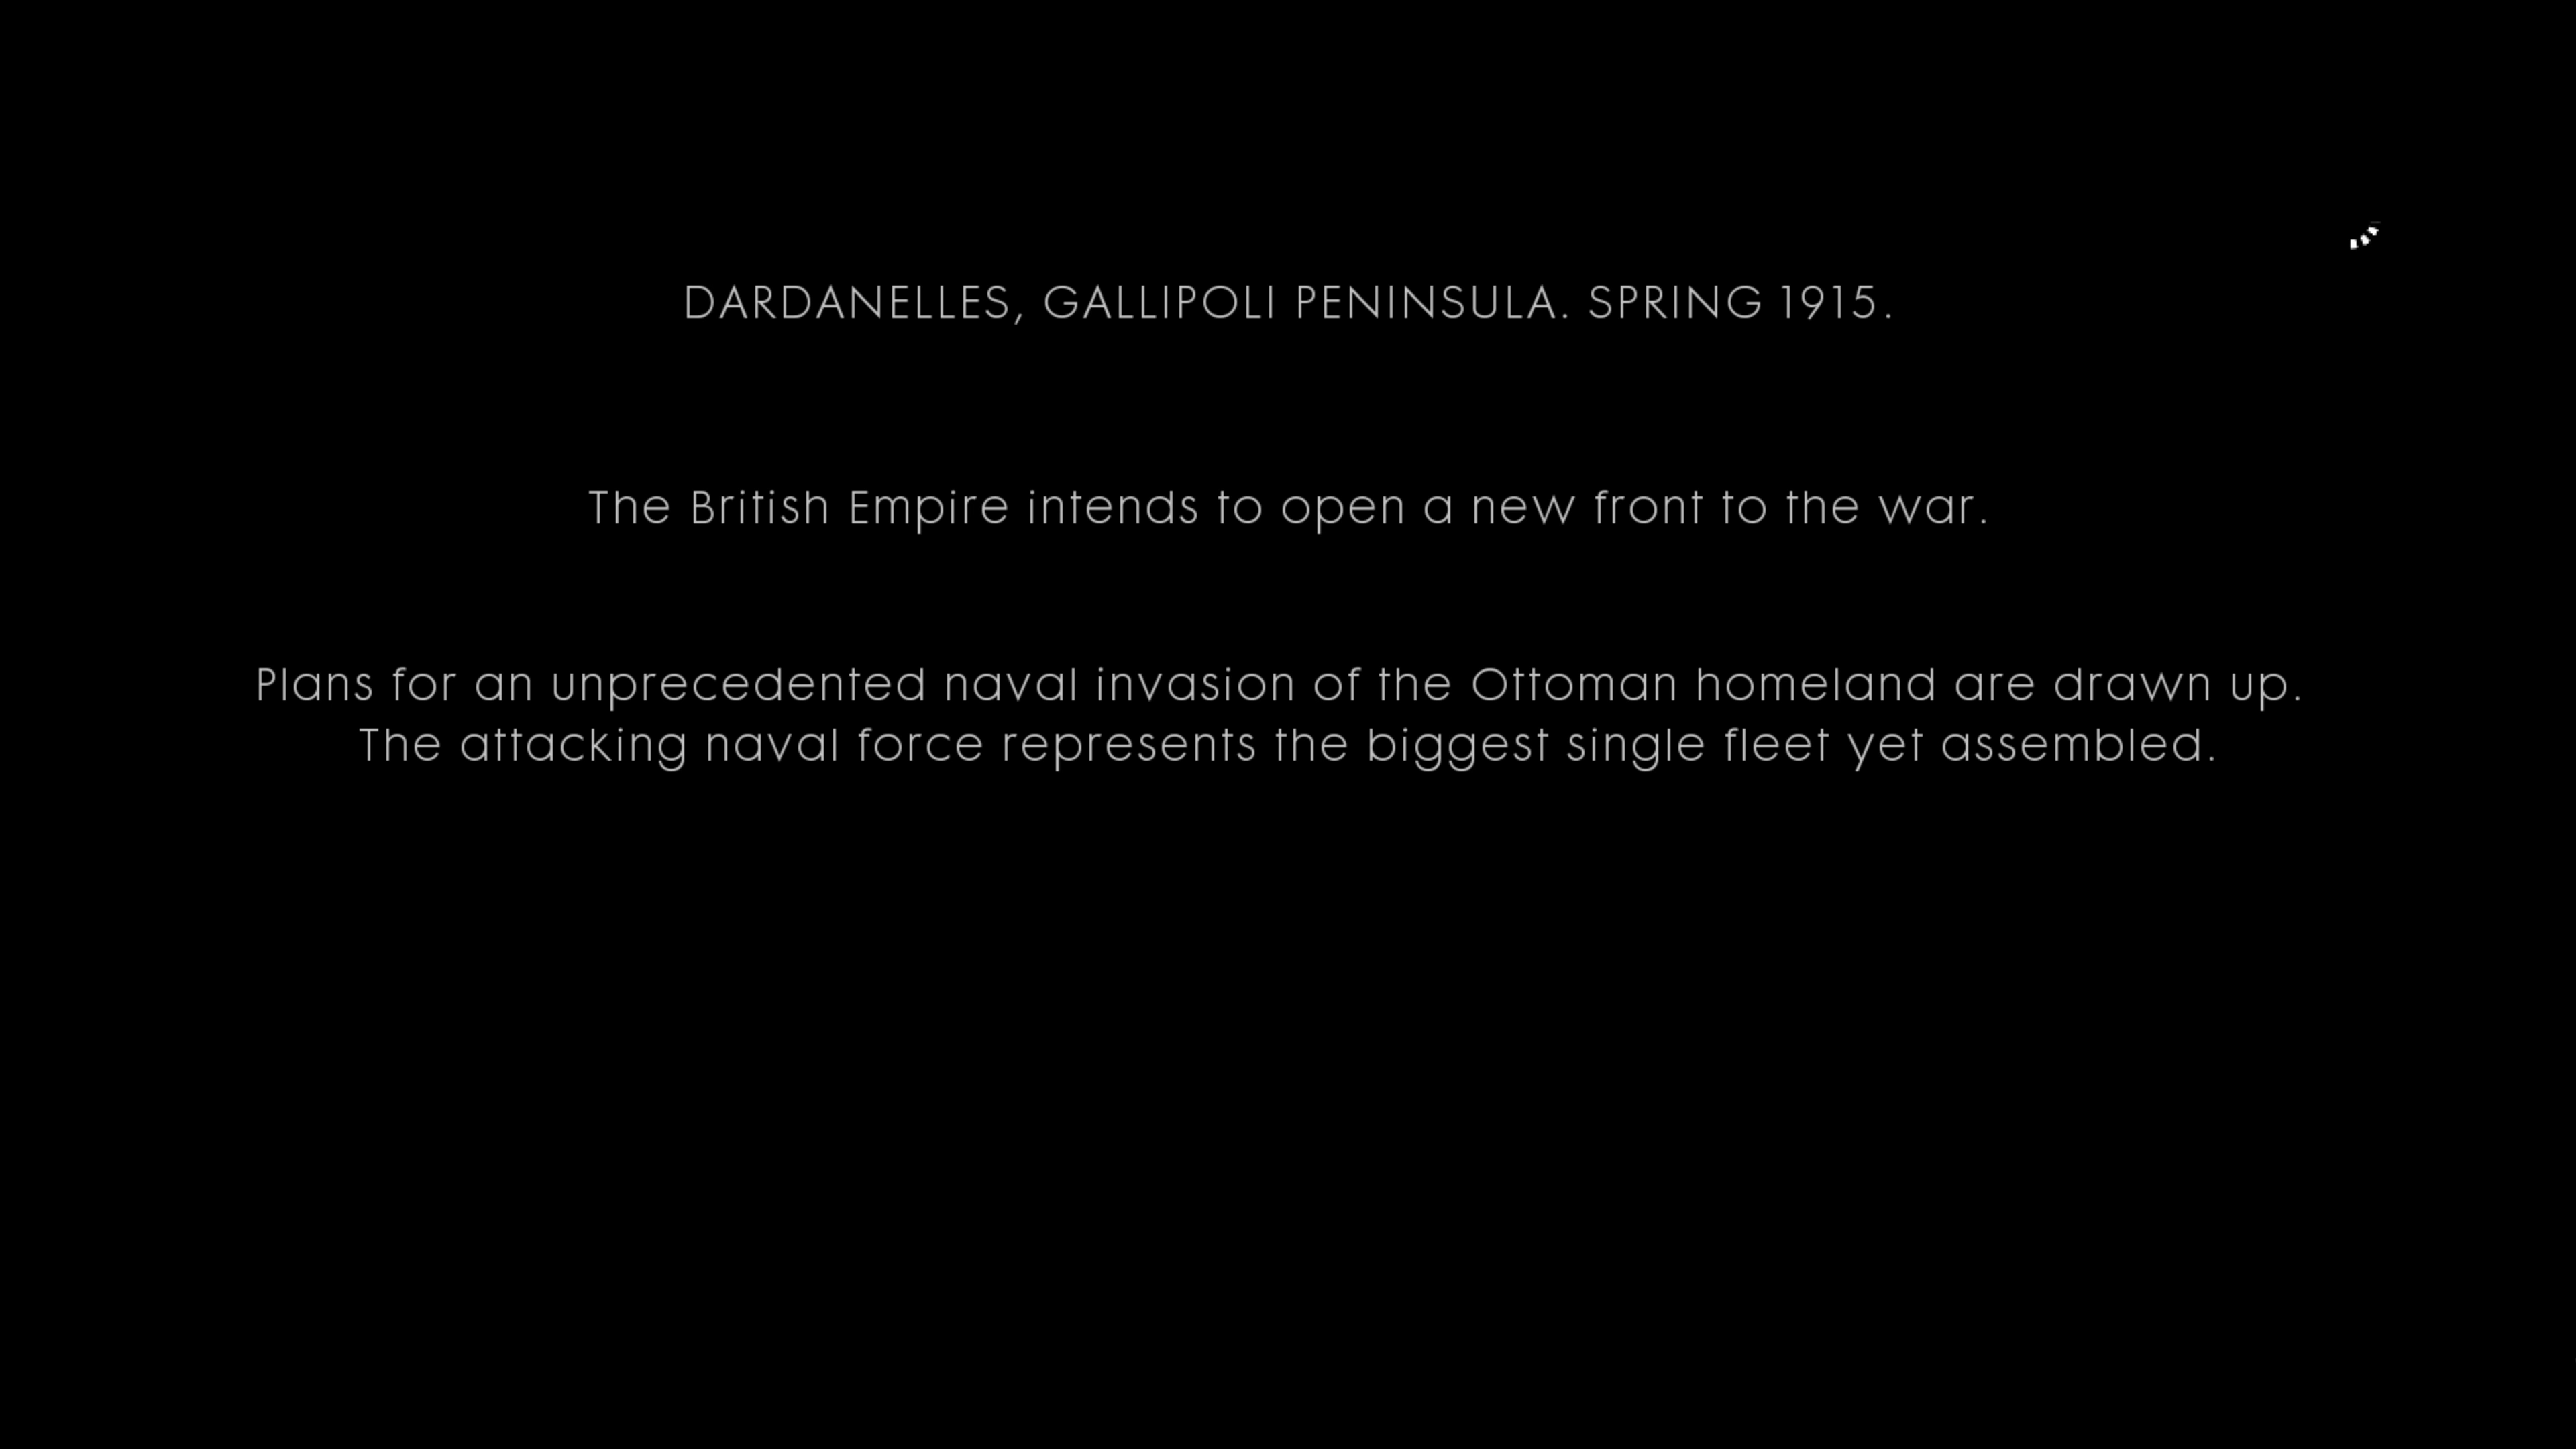 DARDANELLES, GALLIPOLI PENINSULA. SPRING 1915.
The British Empire intends to open a new front to the war.
Plans for an unprecedented naval invasion of the Ottoman homeland are drawn up.
The attacking naval force represents the biggest single fleet yet assembled.